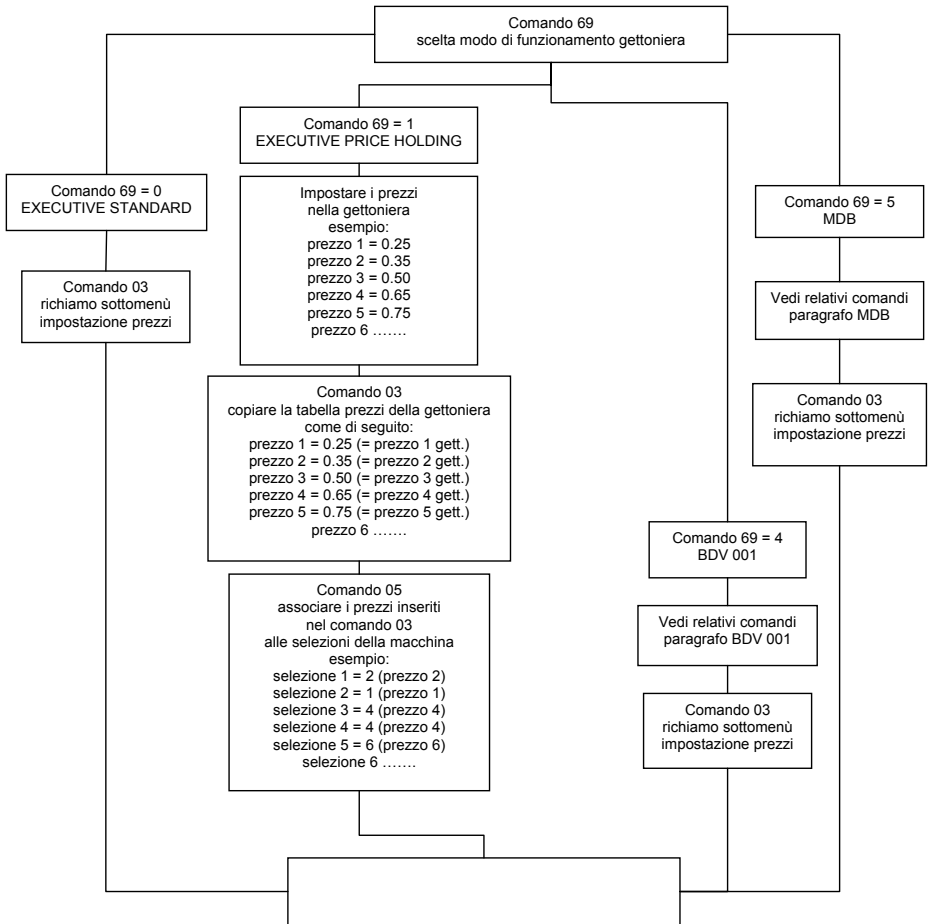 Comando 69
scelta modo di funzionamento gettoniera
Comando 69 = 0
EXECUTIVE STANDARD
Comando 03
richiamo sottomenù
impostazione prezzi
Comando 69 = 1
EXECUTIVE PRICE HOLDING
Impostare i prezzi
nella gettoniera
esempio:
prezzo 1 = 0.25
prezzo 2 = 0.35
prezzo 3 = 0.50
prezzo 4 = 0.65
prezzo 5 = 0.75
prezzo 6 …….
Comando 03
copiare la tabella prezzi della gettoniera
come di seguito:
prezzo 1 = 0.25 (= prezzo 1 gett.)
prezzo 2 = 0.35 (= prezzo 2 gett.)
prezzo 3 = 0.50 (= prezzo 3 gett.)
prezzo 4 = 0.65 (= prezzo 4 gett.)
prezzo 5 = 0.75 (= prezzo 5 gett.)
prezzo 6 …….
Comando 05
associare i prezzi inseriti
nel comando 03
alle selezioni della macchina
esempio:
selezione 1 = 2 (prezzo 2)
selezione 2 = 1 (prezzo 1)
selezione 3 = 4 (prezzo 4)
selezione 4 = 4 (prezzo 4)
selezione 5 = 6 (prezzo 6)
selezione 6 …….
Comando 69 = 4
BDV 001
Vedi relativi comandi
paragrafo BDV 001
Comando 03
richiamo sottomenù
impostazione prezzi
Comando 69 = 5
MDB
Vedi relativi comandi
paragrafo MDB
Comando 03
richiamo sottomenù
impostazione prezzi